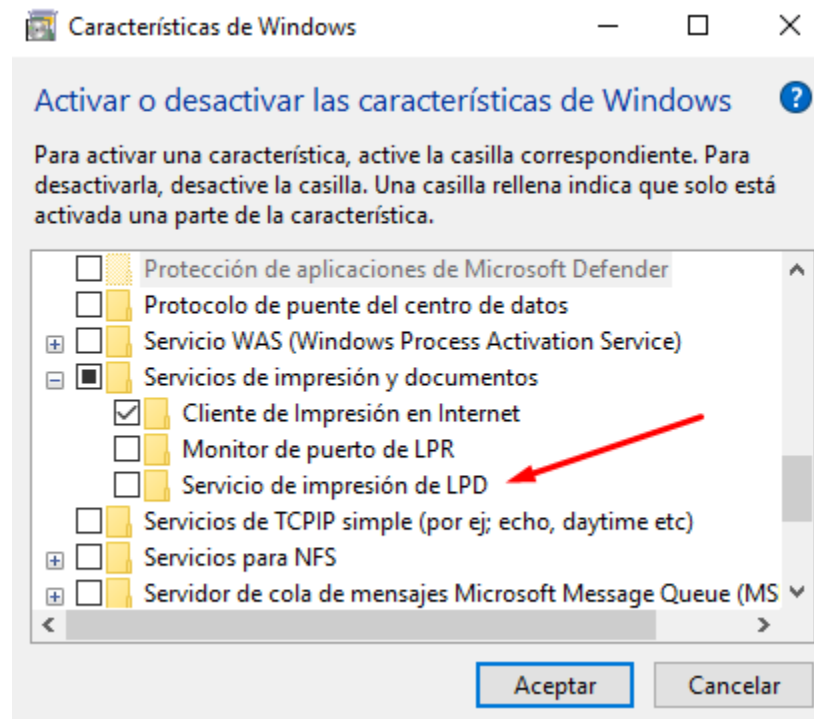 Características de Windows
Activar o desactivar las características de Windows
?
Para activar una característica, active la casilla correspondiente. Para
desactivarla, desactive la casilla. Una casilla rellena indica que solo está
activada una parte de la característica.
Protección de aplicaciones de Microsoft Defender
Protocolo de puente del centro de datos
Servicio WAS (Windows Process Activation Service)
Servicios de impresión y documentos
Cliente de Impresión en Internet
Monitor de puerto de LPR
Servicio de impresión de LPD
Servicios de TCPIP simple (por ej; echo, daytime etc)
Servicios para NFS
Servidor de cola de mensajes Microsoft Message Queue (MS
Aceptar
Cancelar